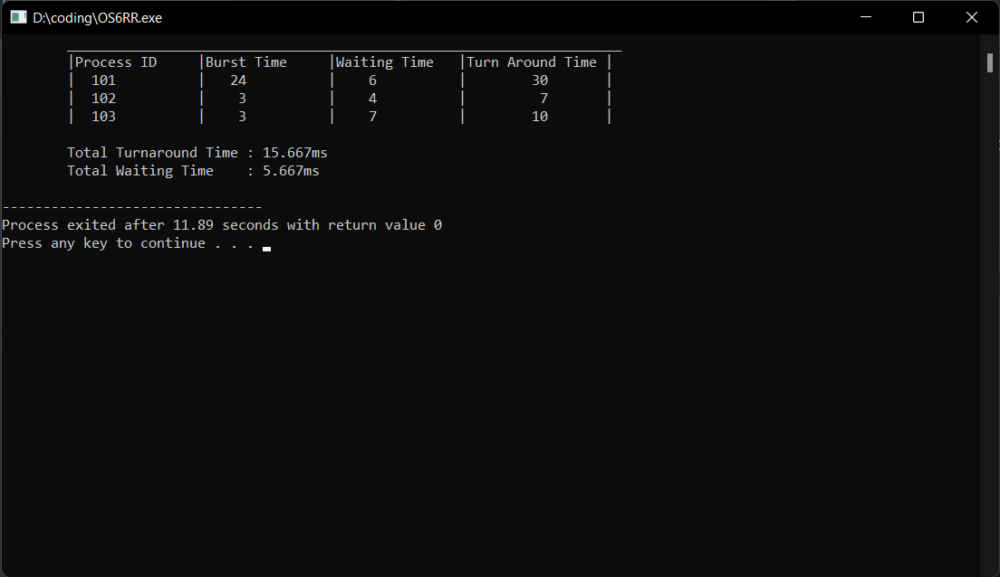 D:\coding\OS6RR.exe
|Process ID     |Burst Time     |Waiting Time   |Turn Around Time |
|  101          |   24          |    6          |        30       |
|  102          |    3          |    4          |         7       |
|  103          |    3          |    7          |        10       |
Total Turnaround Time : 15.667ms
Total Waiting Time    : 5.667ms
--------------------------------
Process exited after 11.89 seconds with return value 0
Press any key to continue . . .